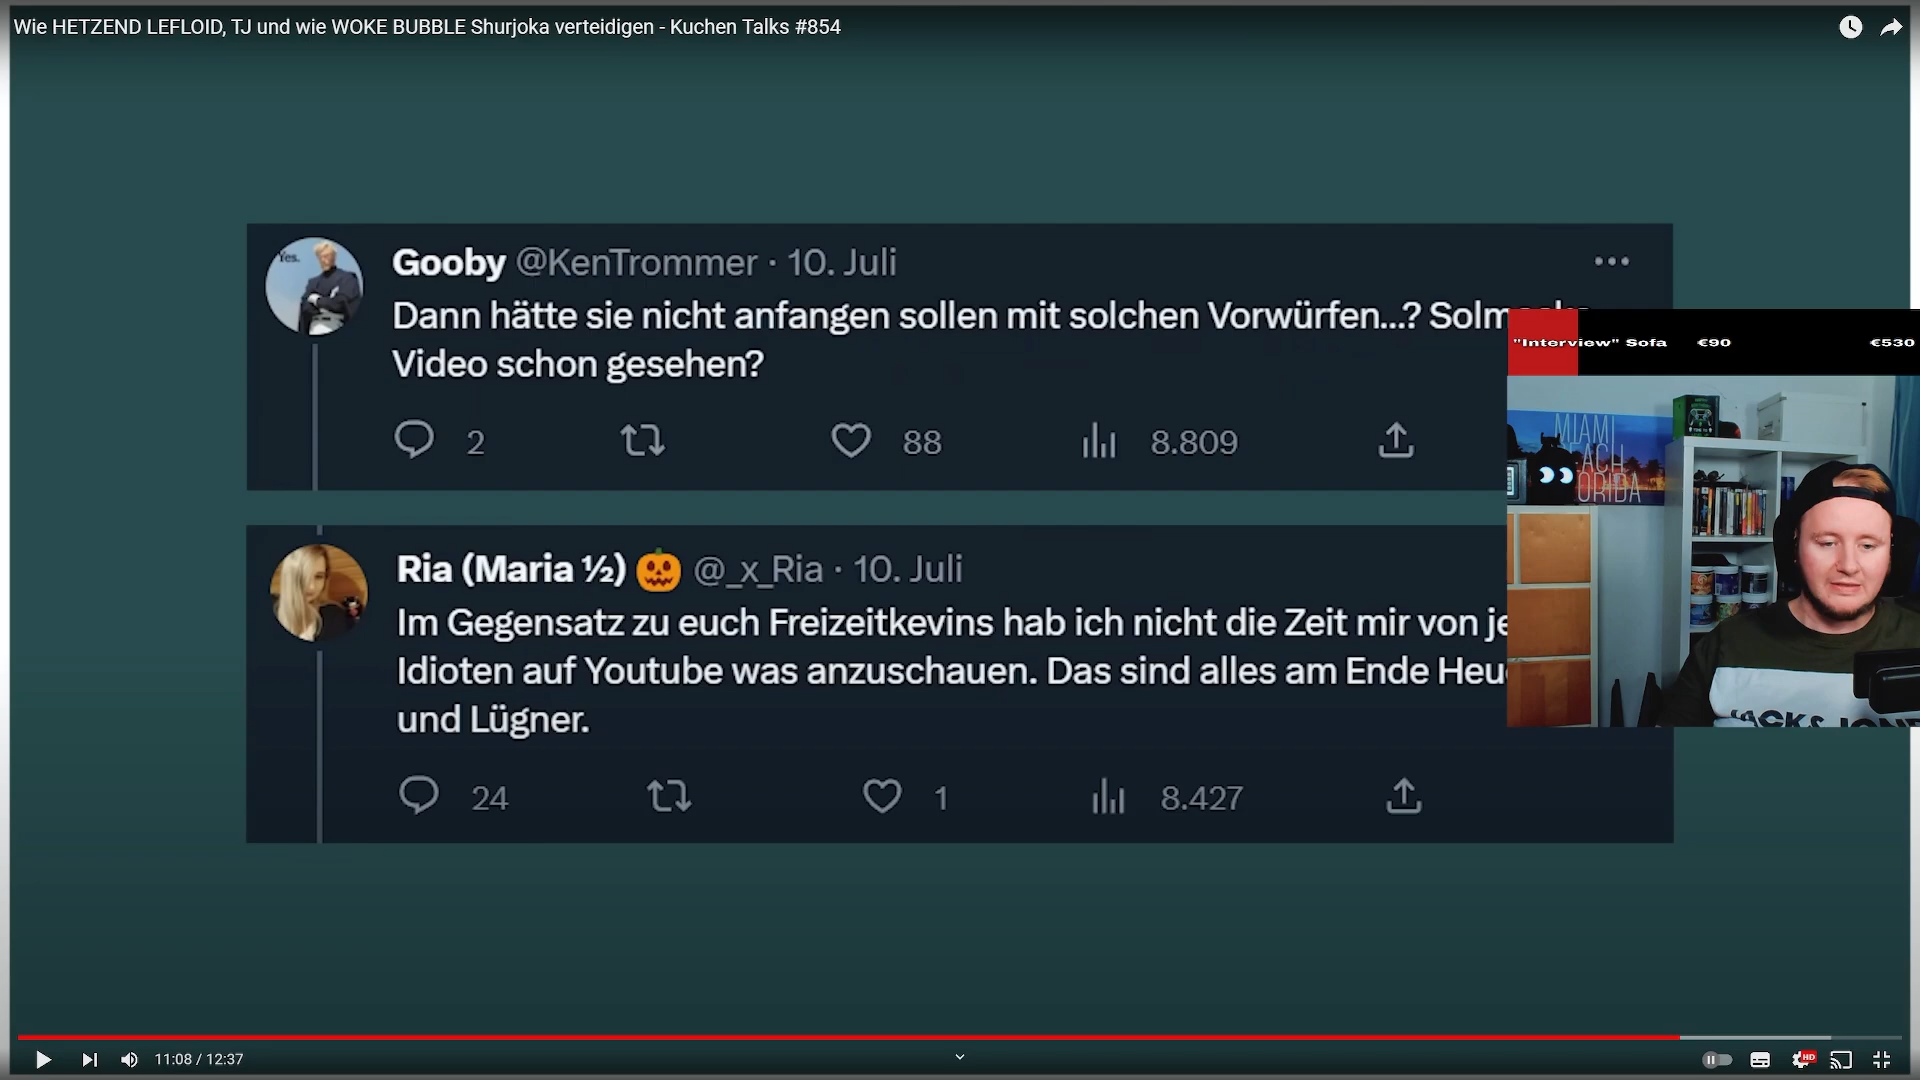 Wie HETZEND LEFLOID, TJ und wie WOKE BUBBLE Shurjoka verteidigen - Kuchen Talks #854
Yes.
Gooby @KenTrommer · 10. Juli
Dann hätte sie nicht anfangen sollen mit solchen Vorwürfen...?
Video schon gesehen?
2 88 8.809
"Interview" Sofa €90 €530
MIAMI
Ria (Maria ½) 🎃 @_x_Ria · 10. Juli
Im Gegensatz zu euch Freizeitkevins hab ich nicht die Zeit mir von
Idioten auf Youtube was anzuschauen. Das sind alles am Ende
und Lügner.
24 1 8.427
11:08 / 12:37
HD